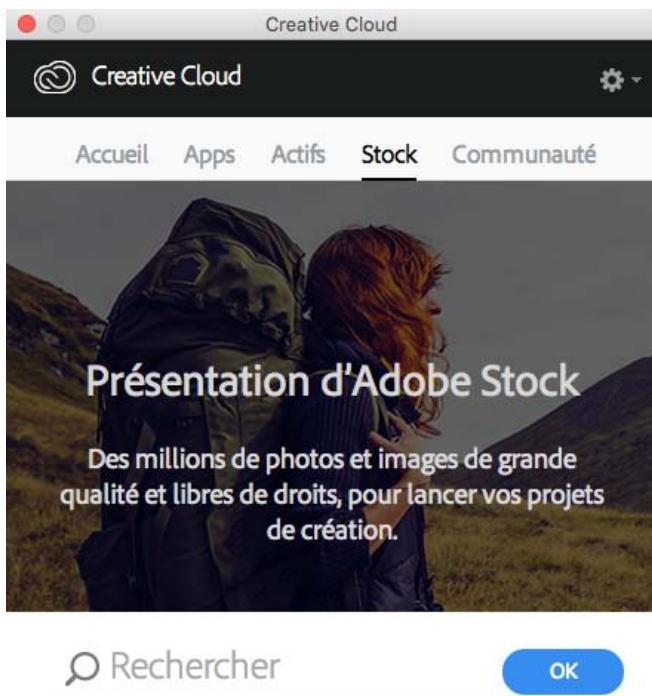 Creative Cloud
Creative Cloud
Accueil Apps Actifs Stock Communauté
Présentation d'Adobe Stock
Des millions de photos et images de grande
qualité et libres de droits, pour lancer vos projets
de création.
Rechercher OK